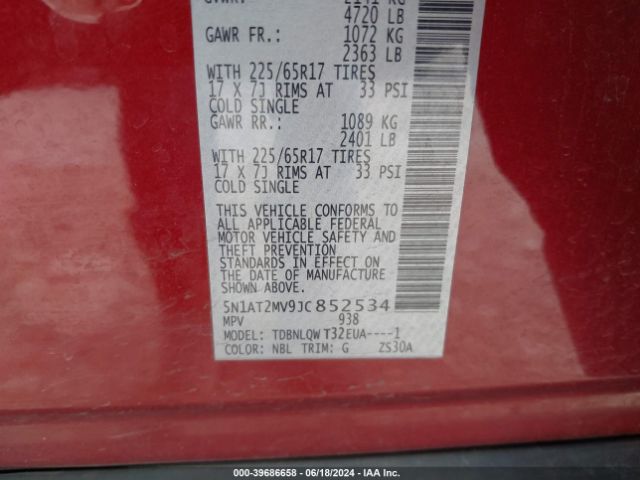 4720 LB
GAWR FR.: 1072 KG
2363 LB
WITH 225/65R17 TIRES
17 X 7J RIMS AT 33 PSI
COLD SINGLE
GAWR RR.: 1089 KG
2401 LB
WITH 225/65R17 TIRES
17 X 7J RIMS AT 33 PSI
COLD SINGLE
THIS VEHICLE CONFORMS TO
ALL APPLICABLE FEDERAL
MOTOR VEHICLE SAFETY AND
THEFT PREVENTION
STANDARDS IN EFFECT ON
THE DATE OF MANUFACTURE
SHOWN ABOVE.
5N1AT2MV9JC852534
MPV 938
MODEL: TDBNLQW T32EUA----1
COLOR: NBL TRIM: G ZS30A
000-39686658 - 06/18/2024 - IAA Inc.